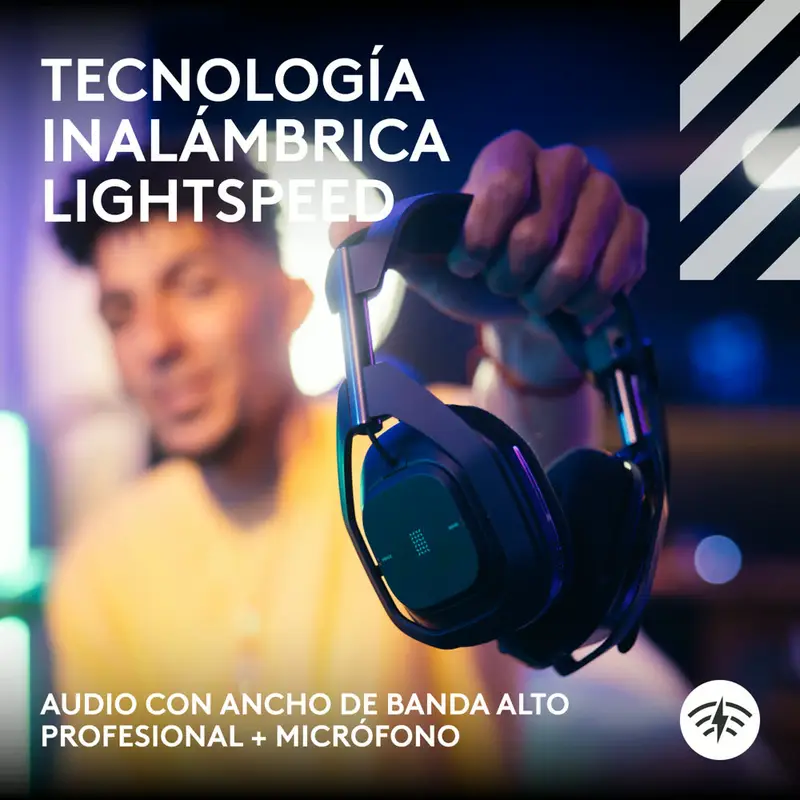 TECNOLOGÍA
INALÁMBRICA
LIGHTSPEED
AUDIO CON ANCHO DE BANDA ALTO
PROFESIONAL + MICRÓFONO